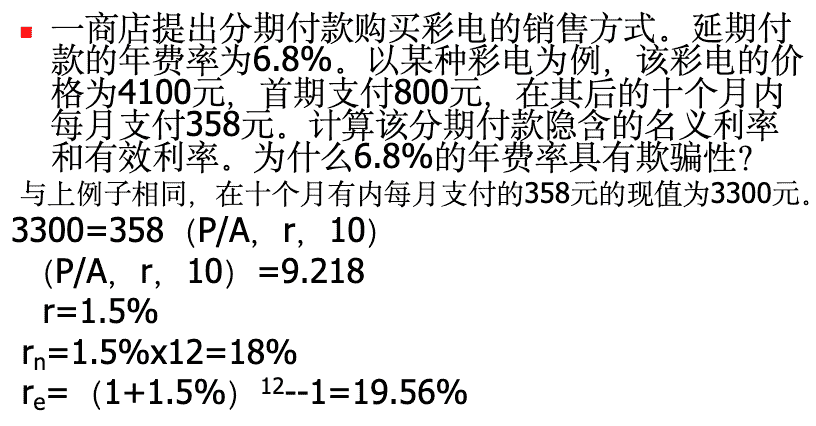 一商店提出分期付款购买彩电的销售方式。延期付
款的年费率为6.8%。以某种彩电为例，该彩电的价
格为4100元，首期支付800元，在其后的十个月内
每月支付358元。计算该分期付款隐含的名义利率
和有效利率。为什么6.8%的年费率具有欺骗性？
与上例子相同，在十个月有内每月支付的358元的现值为3300元。
3300=358（P/A，r，10）
（P/A，r，10）=9.218
r=1.5%
rₙ=1.5%x12=18%
rₑ=（1+1.5%）¹²--1=19.56%